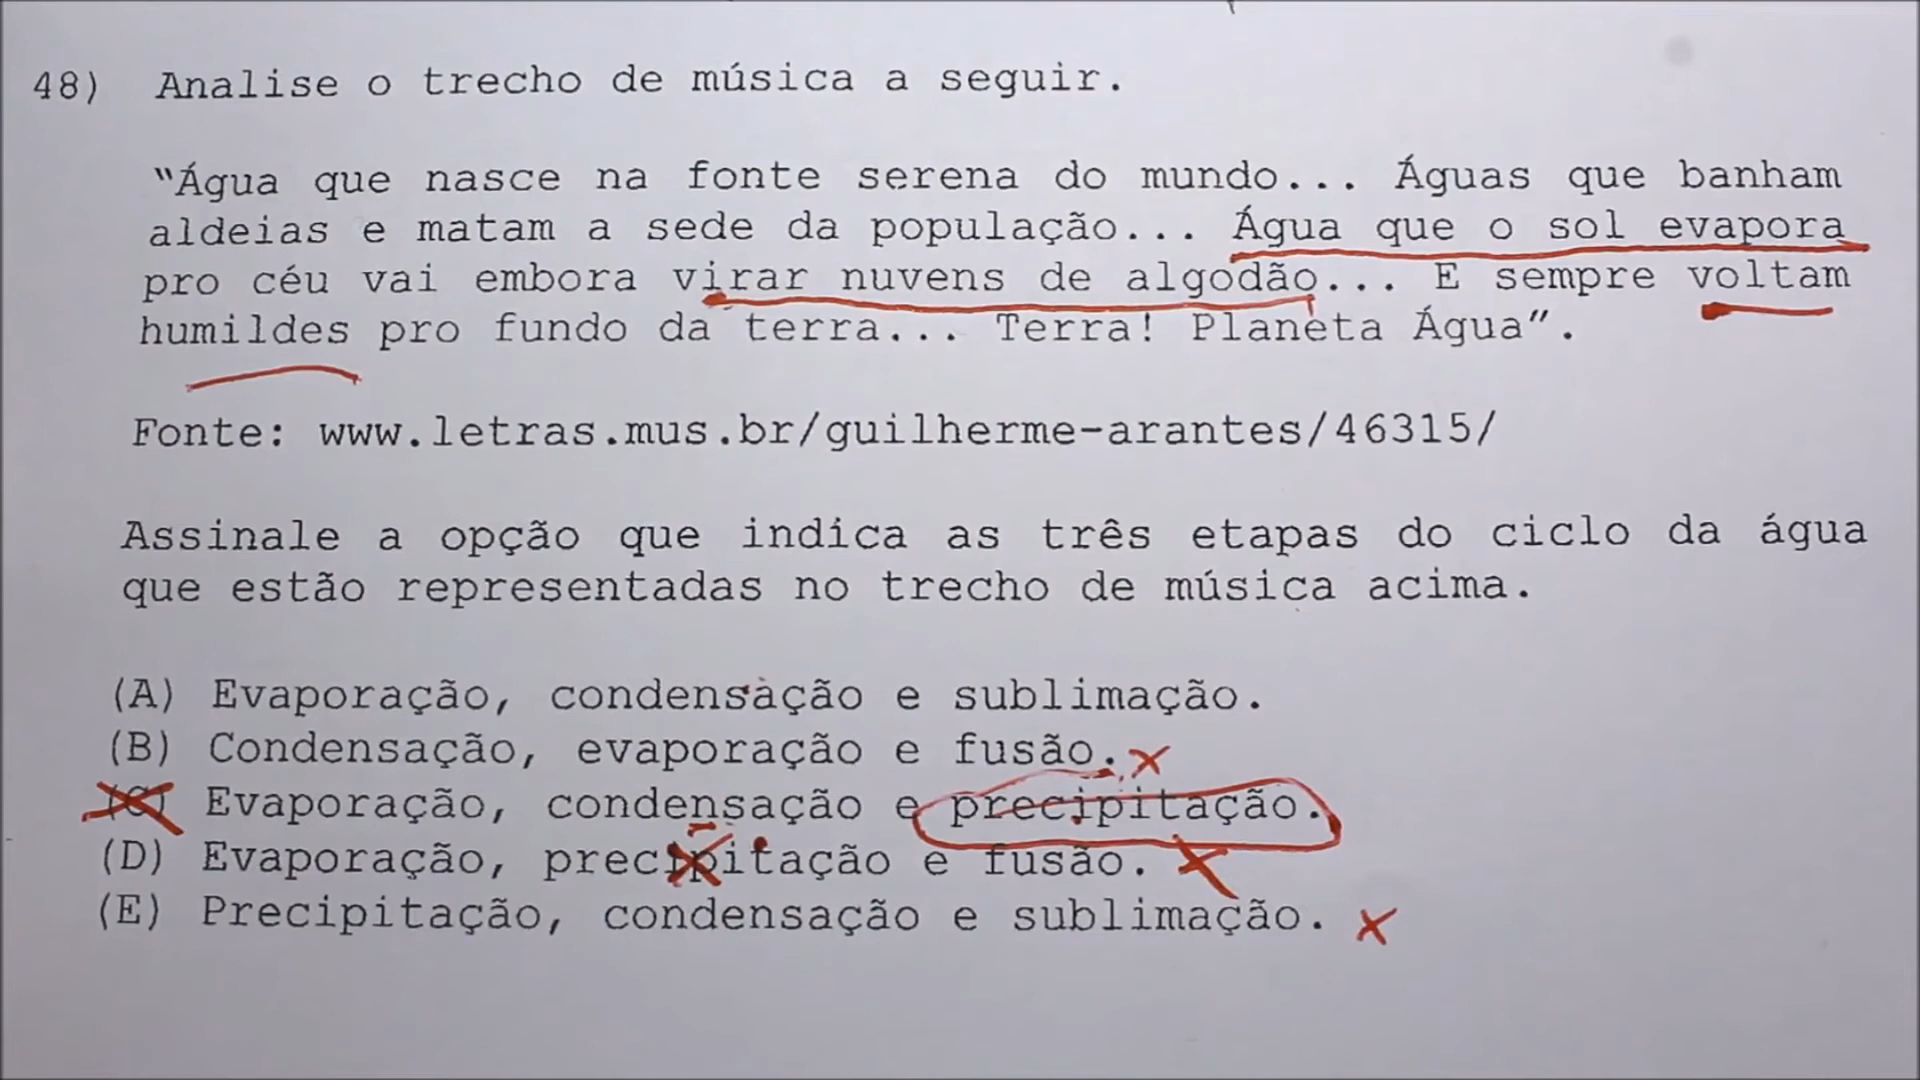 48) Analise o trecho de música a seguir.
“Água que nasce na fonte serena do mundo... Águas que banham
aldeias e matam a sede da população... Água que o sol evapora
pro céu vai embora virar nuvens de algodão... E sempre voltam
humildes pro fundo da terra... Terra! Planeta Água”.
Fonte: www.letras.mus.br/guilherme-arantes/46315/
Assinale a opção que indica as três etapas do ciclo da água
que estão representadas no trecho de música acima.
(A) Evaporação, condensação e sublimação.
(B) Condensação, evaporação e fusão.
(C) Evaporação, condensação e precipitação.
(D) Evaporação, precipitação e fusão.
(E) Precipitação, condensação e sublimação.